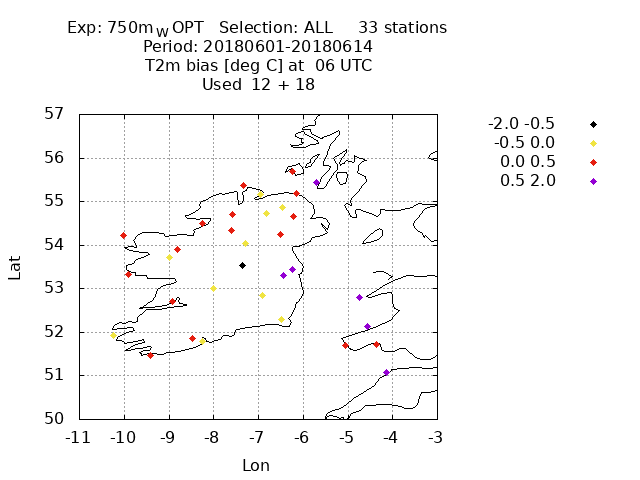 Exp: 750mW OPT Selection: ALL 33 stations
Period: 20180601-20180614
T2m bias [deg C] at 06 UTC
Used 12 + 18
-2.0 -0.5
-0.5 0.0
0.0 0.5
0.5 2.0
57
56
55
54
53
52
51
50
Lat
-11 -10 -9 -8 -7 -6 -5 -4 -3
Lon